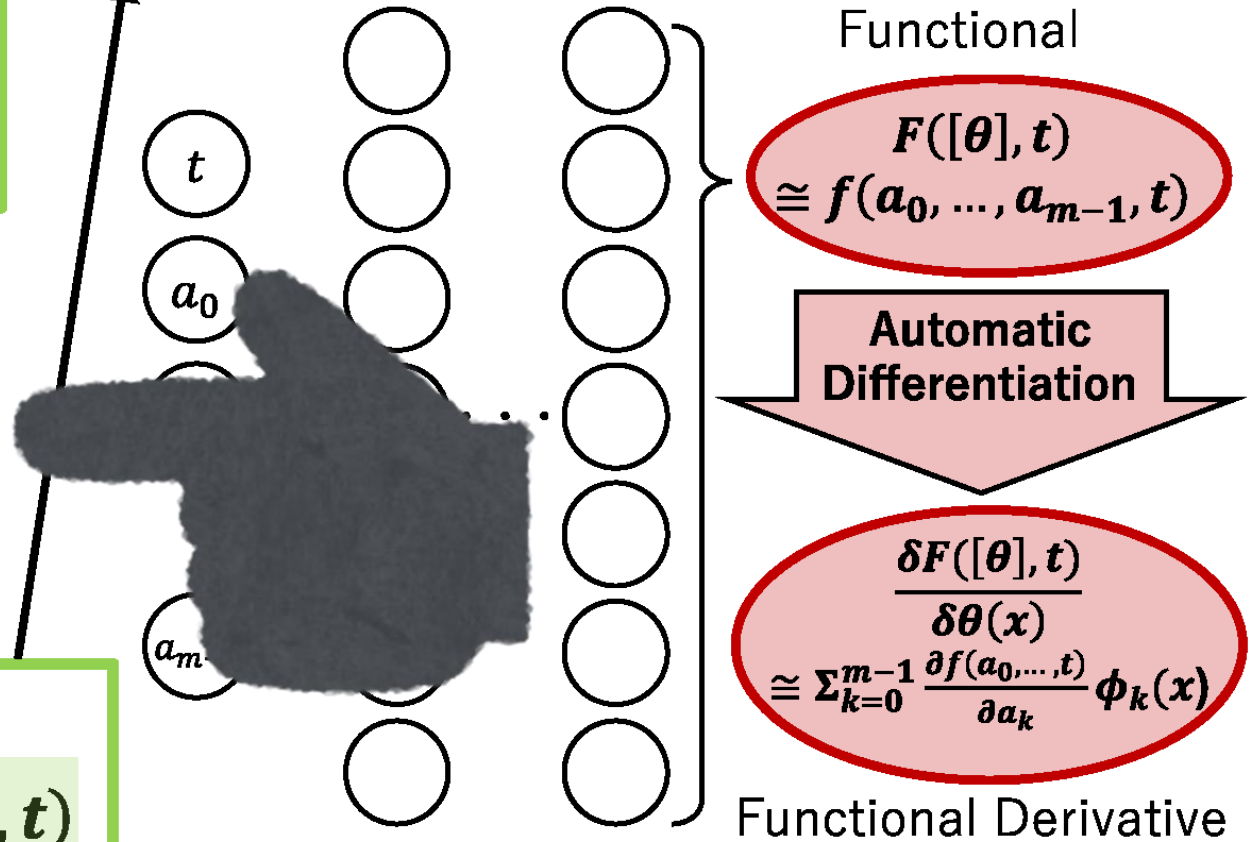 Functional
t
F([θ], t)
≅ f(a₀, …, aₘ₋₁, t)
a₀
Automatic
Differentiation
. .
δF([θ], t)
δθ(x)
aₘ
≅ Σₖ₌₀ᵐ⁻¹ ∂f(a₀,…,t)/∂aₖ ϕₖ(x)
, t)
Functional Derivative